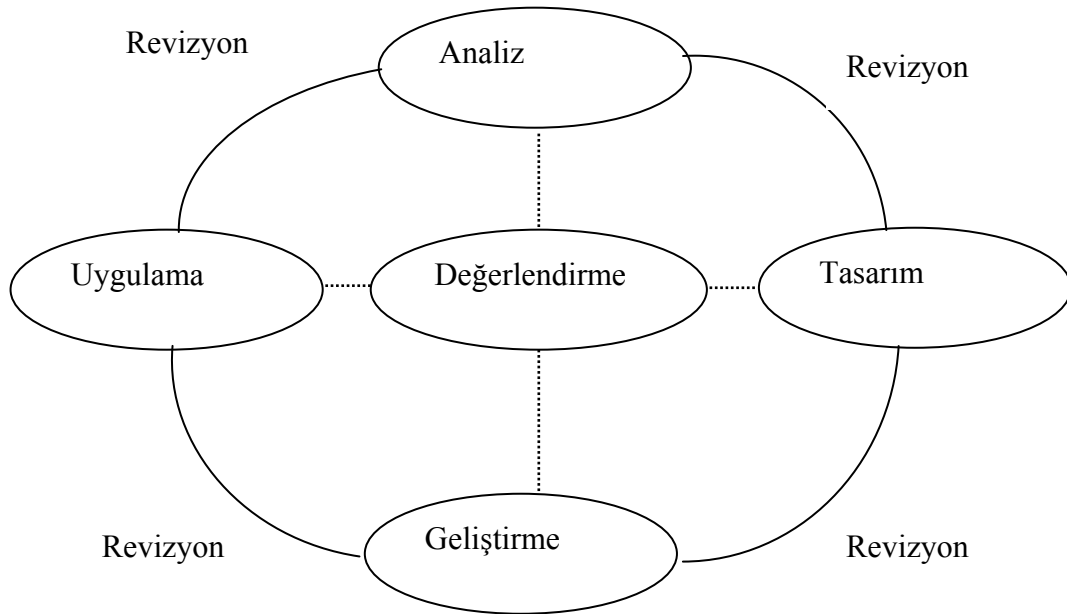 Revizyon
Analiz
Revizyon
Uygulama
Değerlendirme
Tasarım
Revizyon
Geliştirme
Revizyon